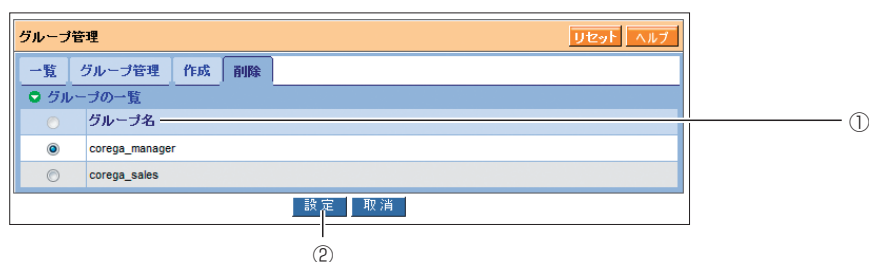 グループ管理 リセット ヘルプ
一覧 グループ管理 作成 削除
グループの一覧
グループ名 ①
corega_manager
corega_sales
設定 取消
②